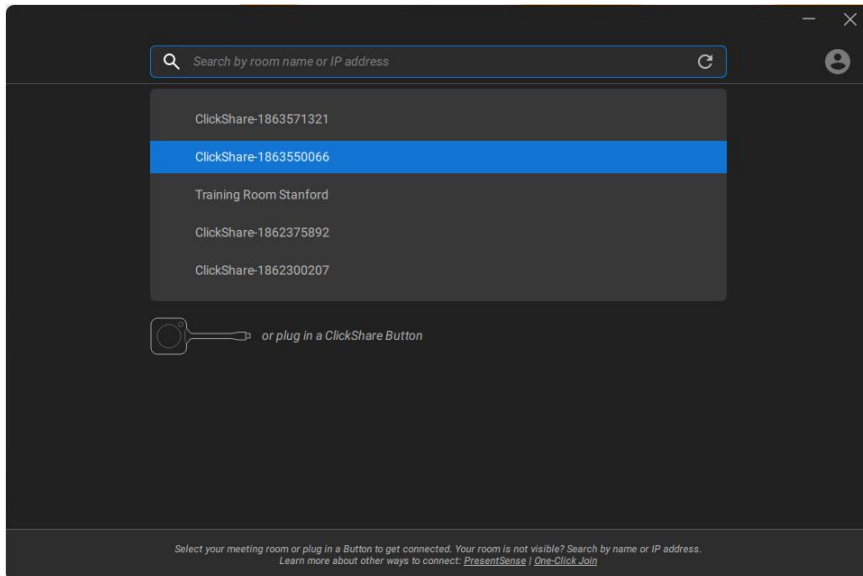 Search by room name or IP address
ClickShare-1863571321
ClickShare-1863550066
Training Room Stanford
ClickShare-1862375892
ClickShare-1862300207
or plug in a ClickShare Button
Select your meeting room or plug in a Button to get connected. Your room is not visible? Search by name or IP address.
Learn more about other ways to connect: PresentSense | One-Click Join